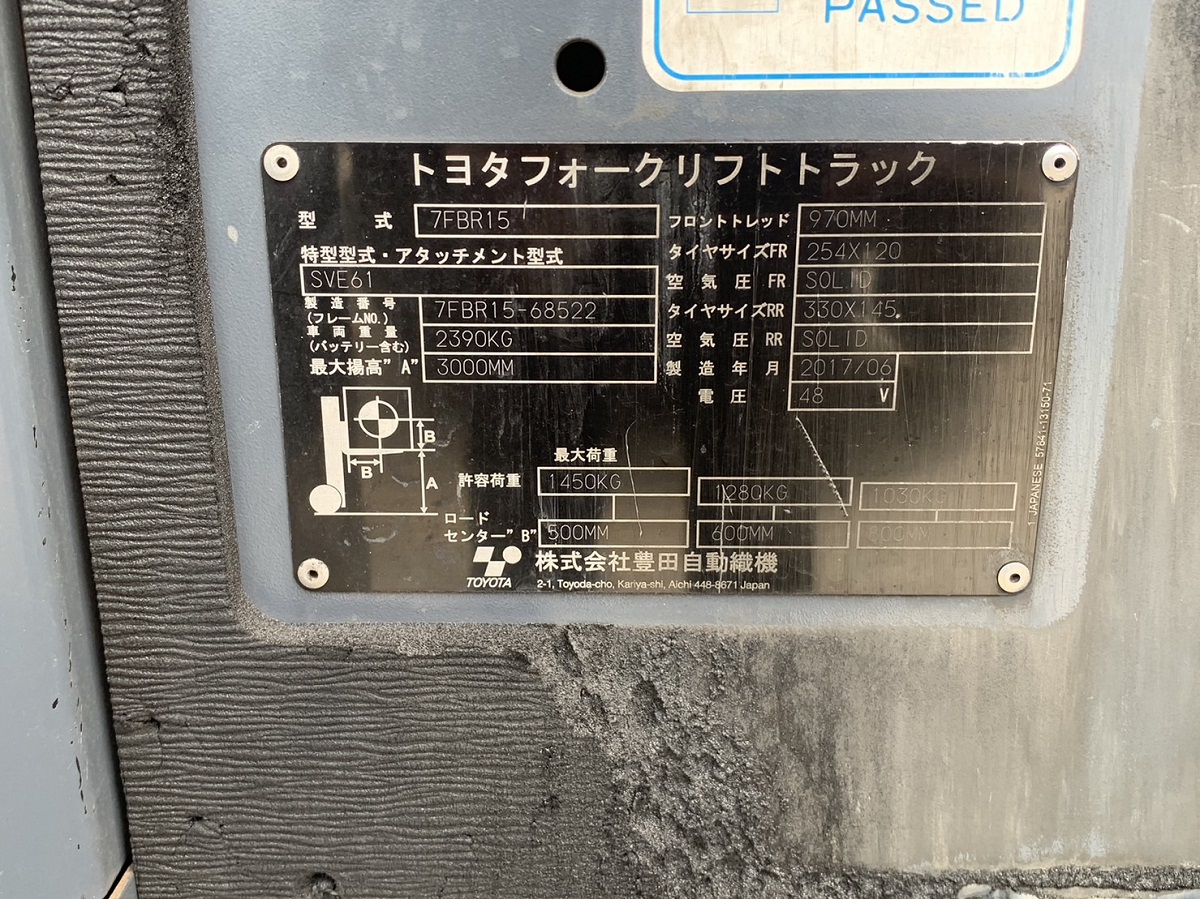 PASSED
トヨタフォークリフトトラック
型 式 7FBR15 フロントトレッド 970MM
特型型式・アタッチメント型式 タイヤサイズFR 254X120
SVE61 空気圧 FR SOLID
製造番号 (フレームNO.) 7FBR15-68522 タイヤサイズRR 330X145
車両重量 (バッテリー含む) 2390KG 空気圧 RR SOLID
最大揚高"A" 3000MM 製造年月 2017/06
電圧 48 V
B
B
A
最大荷重
許容荷重 1450KG 1280KG 1030KG
ロード
センター"B" 500MM 600MM
TOYOTA 株式会社豊田自動織機
2-1, Toyoda-cho, Kariya-shi, Aichi 448-8671 Japan
1 JAPANESE 57841-13150-71